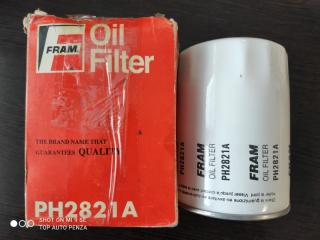 FRAM
Oil
Filter
THE BRAND NAME THAT
GUARANTEES QUALITY
PH2821A
PH2821A
FRAM
OIL FILTER
PH2821A
SHOT ON MI 9 SE
TOP AUTO PENZA